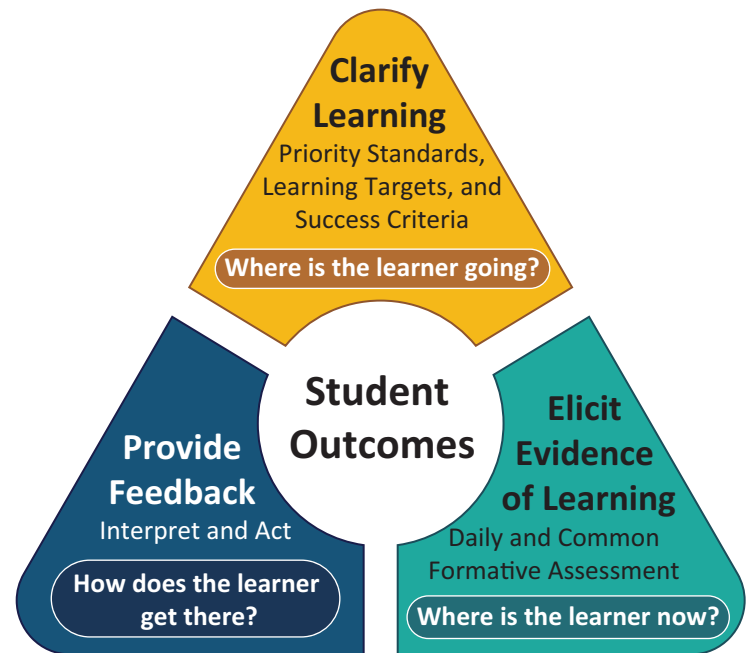 Clarify
Learning
Priority Standards,
Learning Targets, and
Success Criteria
Where is the learner going?
Student
Outcomes
Provide
Feedback
Interpret and Act
How does the learner
get there?
Elicit
Evidence
of Learning
Daily and Common
Formative Assessment
Where is the learner now?